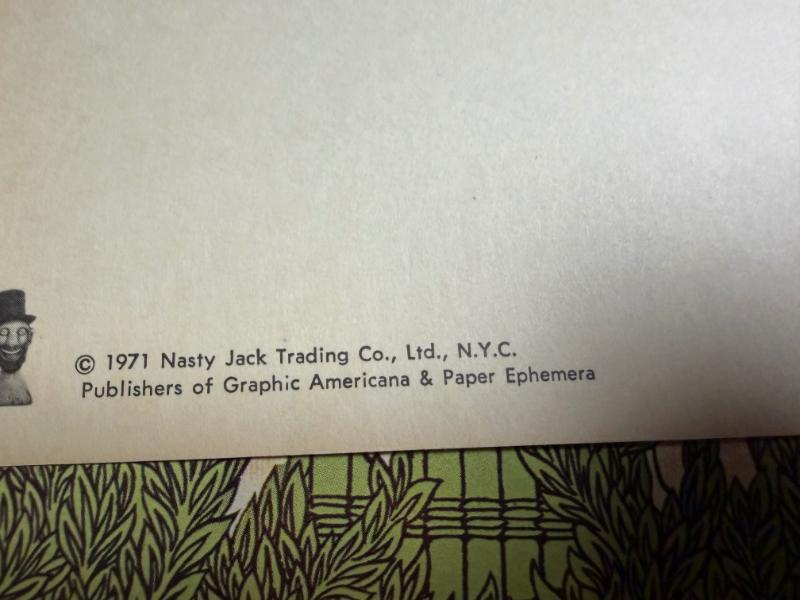 © 1971 Nasty Jack Trading Co., Ltd., N.Y.C.
Publishers of Graphic Americana & Paper Ephemera